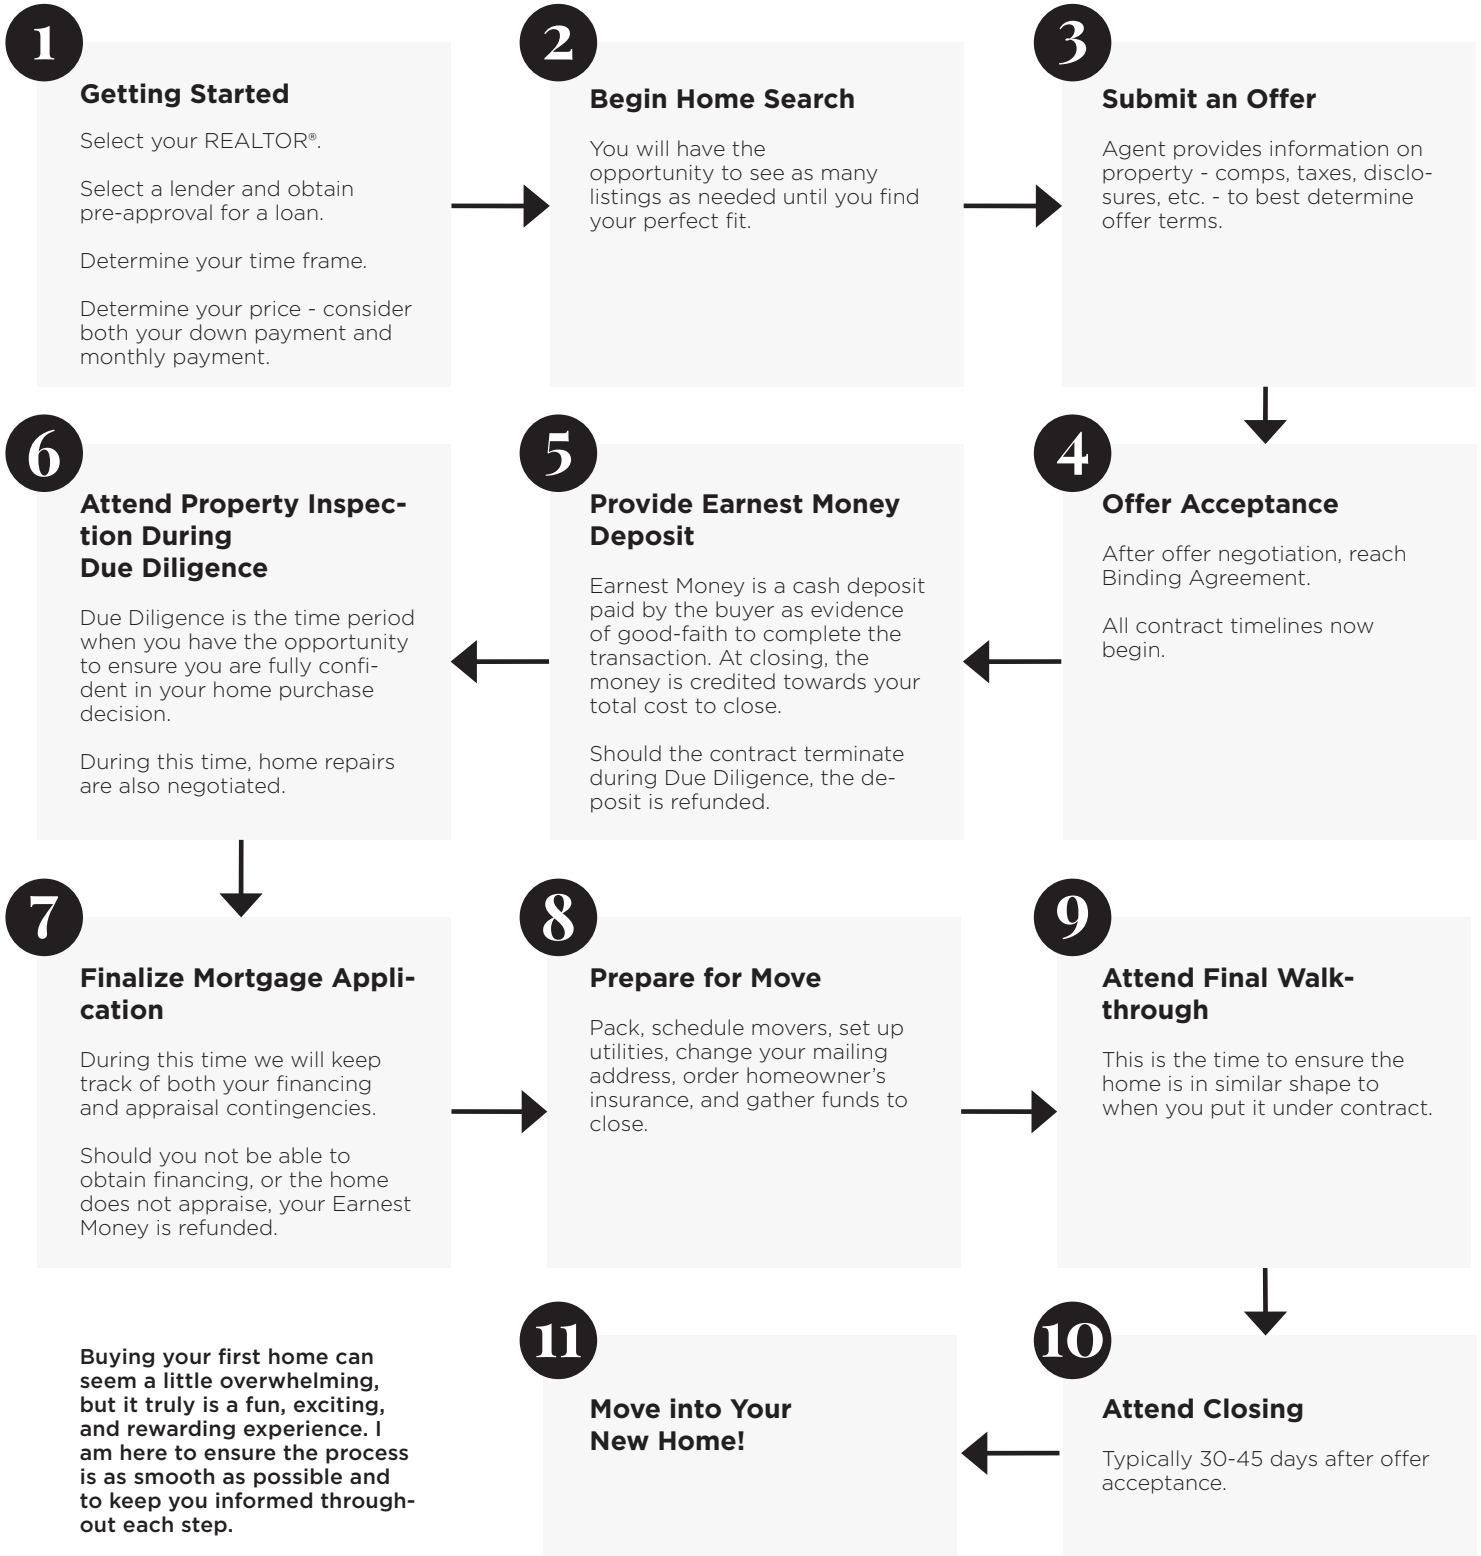 1
Getting Started
Select your REALTOR®.
Select a lender and obtain
pre-approval for a loan.
Determine your time frame.
Determine your price - consider
both your down payment and
monthly payment.
2
Begin Home Search
You will have the
opportunity to see as many
listings as needed until you find
your perfect fit.
3
Submit an Offer
Agent provides information on
property - comps, taxes, disclo-
sures, etc. - to best determine
offer terms.
4
Offer Acceptance
After offer negotiation, reach
Binding Agreement.
All contract timelines now
begin.
5
Provide Earnest Money
Deposit
Earnest Money is a cash deposit
paid by the buyer as evidence
of good-faith to complete the
transaction. At closing, the
money is credited towards your
total cost to close.
Should the contract terminate
during Due Diligence, the de-
posit is refunded.
6
Attend Property Inspec-
tion During
Due Diligence
Due Diligence is the time period
when you have the opportunity
to ensure you are fully confi-
dent in your home purchase
decision.
During this time, home repairs
are also negotiated.
7
Finalize Mortgage Appli-
cation
During this time we will keep
track of both your financing
and appraisal contingencies.
Should you not be able to
obtain financing, or the home
does not appraise, your Earnest
Money is refunded.
8
Prepare for Move
Pack, schedule movers, set up
utilities, change your mailing
address, order homeowner's
insurance, and gather funds to
close.
9
Attend Final Walk-
through
This is the time to ensure the
home is in similar shape to
when you put it under contract.
10
Attend Closing
Typically 30-45 days after offer
acceptance.
11
Move into Your
New Home!
Buying your first home can
seem a little overwhelming,
but it truly is a fun, exciting,
and rewarding experience. I
am here to ensure the process
is as smooth as possible and
to keep you informed through-
out each step.